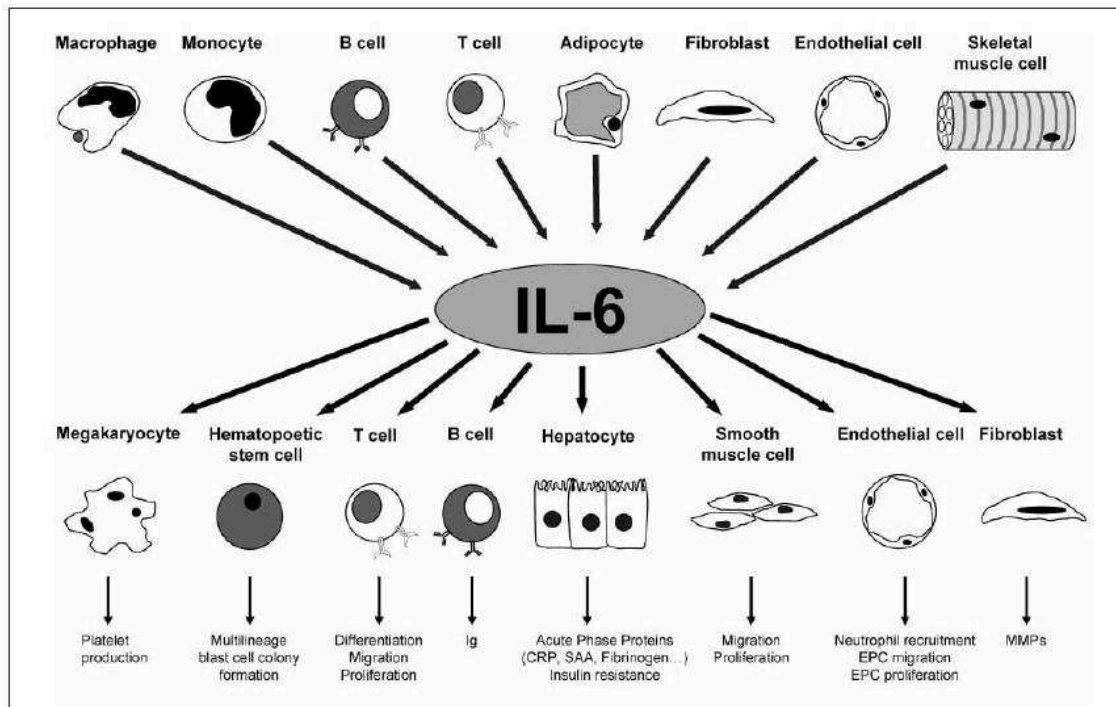 Macrophage Monocyte B cell T cell Adipocyte Fibroblast Endothelial cell Skeletal
muscle cell
IL-6
Megakaryocyte Hematopoetic T cell B cell Hepatocyte Smooth Endothelial cell Fibroblast
stem cell muscle cell
Platelet Multilineage Differentiation Ig Acute Phase Proteins Migration Neutrophil recruitment MMPs
production blast cell colony Migration (CRP, SAA, Fibrinogen...) Proliferation EPC migration
formation Proliferation Insulin resistance EPC proliferation